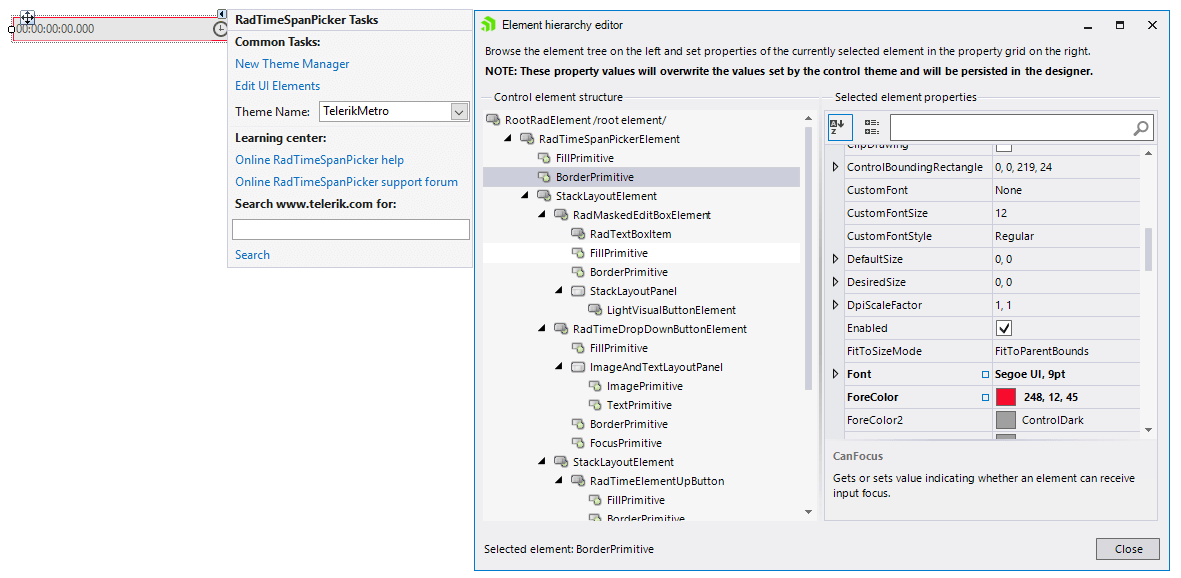 00:00:00:00.000
RadTimeSpanPicker Tasks
Common Tasks:
New Theme Manager
Edit UI Elements
Theme Name: TelerikMetro
Learning center:
Online RadTimeSpanPicker help
Online RadTimeSpanPicker support forum
Search www.telerik.com for:
Search
Element hierarchy editor
Browse the element tree on the left and set properties of the currently selected element in the property grid on the right.
NOTE: These property values will overwrite the values set by the control theme and will be persisted in the designer.
Control element structure
RootRadElement /root element/
RadTimeSpanPickerElement
FillPrimitive
BorderPrimitive
StackLayoutElement
RadMaskedEditBoxElement
RadTextBoxItem
FillPrimitive
BorderPrimitive
StackLayoutPanel
LightVisualButtonElement
RadTimeDropDownButtonElement
FillPrimitive
ImageAndTextLayoutPanel
ImagePrimitive
TextPrimitive
BorderPrimitive
FocusPrimitive
StackLayoutElement
RadTimeElementUpButton
FillPrimitive
BorderPrimitive
Selected element properties
ClipDrawing
ControlBoundingRectangle 0, 0, 219, 24
CustomFont None
CustomFontSize 12
CustomFontStyle Regular
DefaultSize 0, 0
DesiredSize 0, 0
DpiScaleFactor 1, 1
Enabled
FitToSizeMode FitToParentBounds
Font Segoe UI, 9pt
ForeColor 248, 12, 45
ForeColor2 ControlDark
CanFocus
Gets or sets value indicating whether an element can receive
input focus.
Selected element: BorderPrimitive
Close